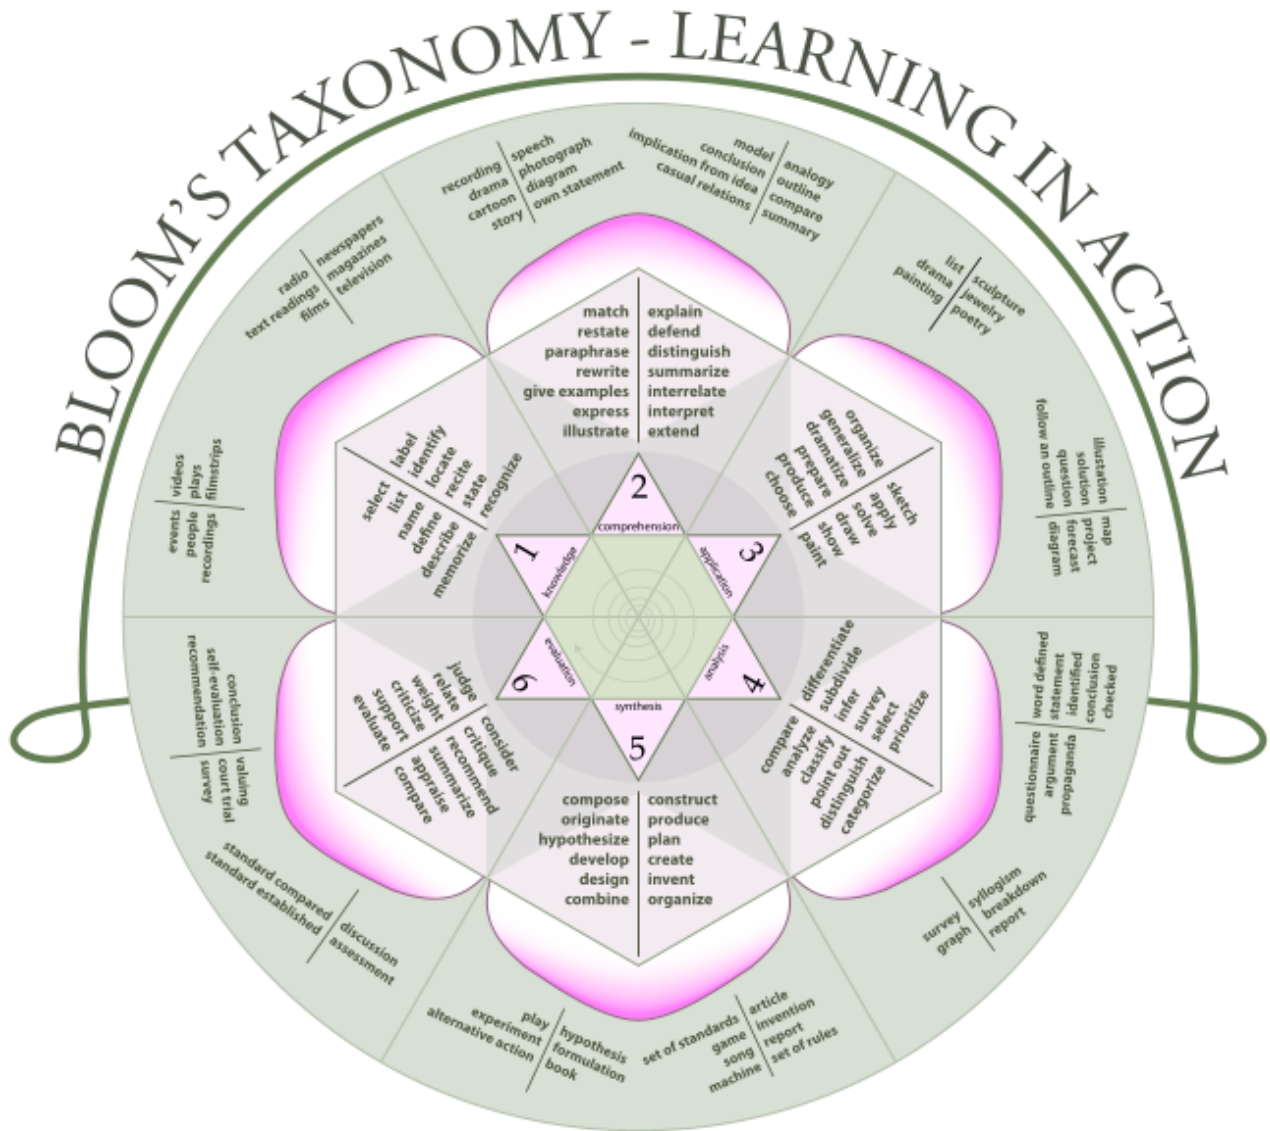 BLOOM'S TAXONOMY - LEARNING IN ACTION
1
knowledge
select
list
name
define
describe
memorize
label
identify
locate
recite
state
recognize
events
people
recordings
videos
plays
filmstrips
radio
text readings
films
newspapers
magazines
television
2
comprehension
match
restate
paraphrase
rewrite
give examples
express
illustrate
explain
defend
distinguish
summarize
interrelate
interpret
extend
recording
drama
cartoon
story
speech
photograph
diagram
own statement
model
conclusion
implication from idea
casual relations
analogy
outline
compare
summary
3
application
organize
generalize
dramatize
prepare
produce
choose
sketch
apply
solve
draw
show
paint
list
drama
painting
sculpture
jewelry
poetry
illustation
solution
question
follow an outline
map
project
forecast
diagram
4
analysis
compare
analyze
classify
point out
distinguish
categorize
differentiate
subdivide
infer
survey
select
prioritize
word defined
statement
identified
conclusion
checked
questionnaire
argument
propaganda
survey
graph
syllogism
breakdown
report
5
synthesis
compose
originate
hypothesize
develop
design
combine
construct
produce
plan
create
invent
organize
set of standards
game
song
machine
article
invention
report
set of rules
play
experiment
alternative action
hypothesis
formulation
book
6
evaluation
judge
relate
weight
criticize
support
evaluate
consider
critique
recommend
summarize
appraise
compare
standard compared
standard established
discussion
assessment
conclusion
self-evaluation
recommendation
valuing
court trial
survey